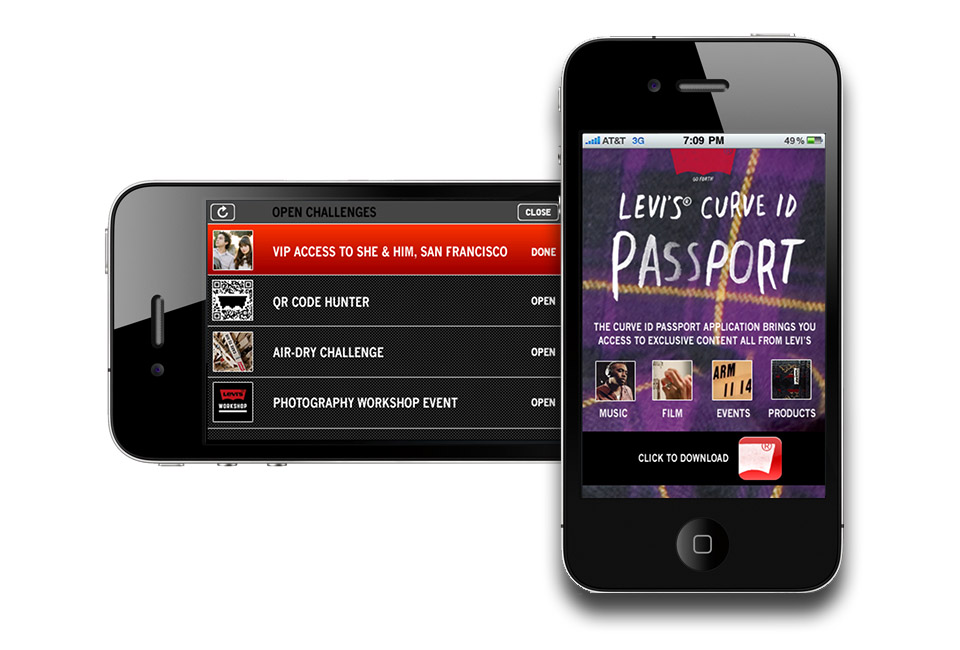 OPEN CHALLENGES
CLOSE
VIP ACCESS TO SHE & HIM, SAN FRANCISCO DONE
QR CODE HUNTER OPEN
AIR-DRY CHALLENGE OPEN
LEVI'S
WORKSHOP
PHOTOGRAPHY WORKSHOP EVENT OPEN
AT&T 3G 7:09 PM 49%
GO FORTH
LEVI'S® CURVE ID
PASSPORT
THE CURVE ID PASSPORT APPLICATION BRINGS YOU
ACCESS TO EXCLUSIVE CONTENT ALL FROM LEVI'S
ARM
11 14
MUSIC FILM EVENTS PRODUCTS
CLICK TO DOWNLOAD
®